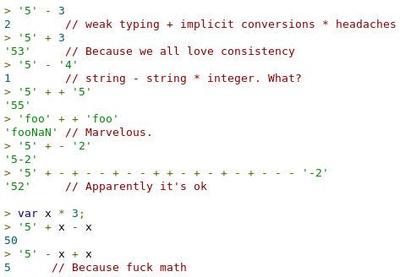 > '5' - 3
2 // weak typing + implicit conversions * headaches
> '5' + 3
'53' // Because we all love consistency
> '5' - '4'
1 // string - string * integer. What?
> '5' + + '5'
'55'
> 'foo' + + 'foo'
'fooNaN' // Marvelous.
> '5' + - '2'
'5-2'
> '5' + - + - - + - - + + - + - + - + - - - '-2'
'52' // Apparently it's ok
> var x * 3;
> '5' + x - x
50
> '5' - x + x
5 // Because fuck math